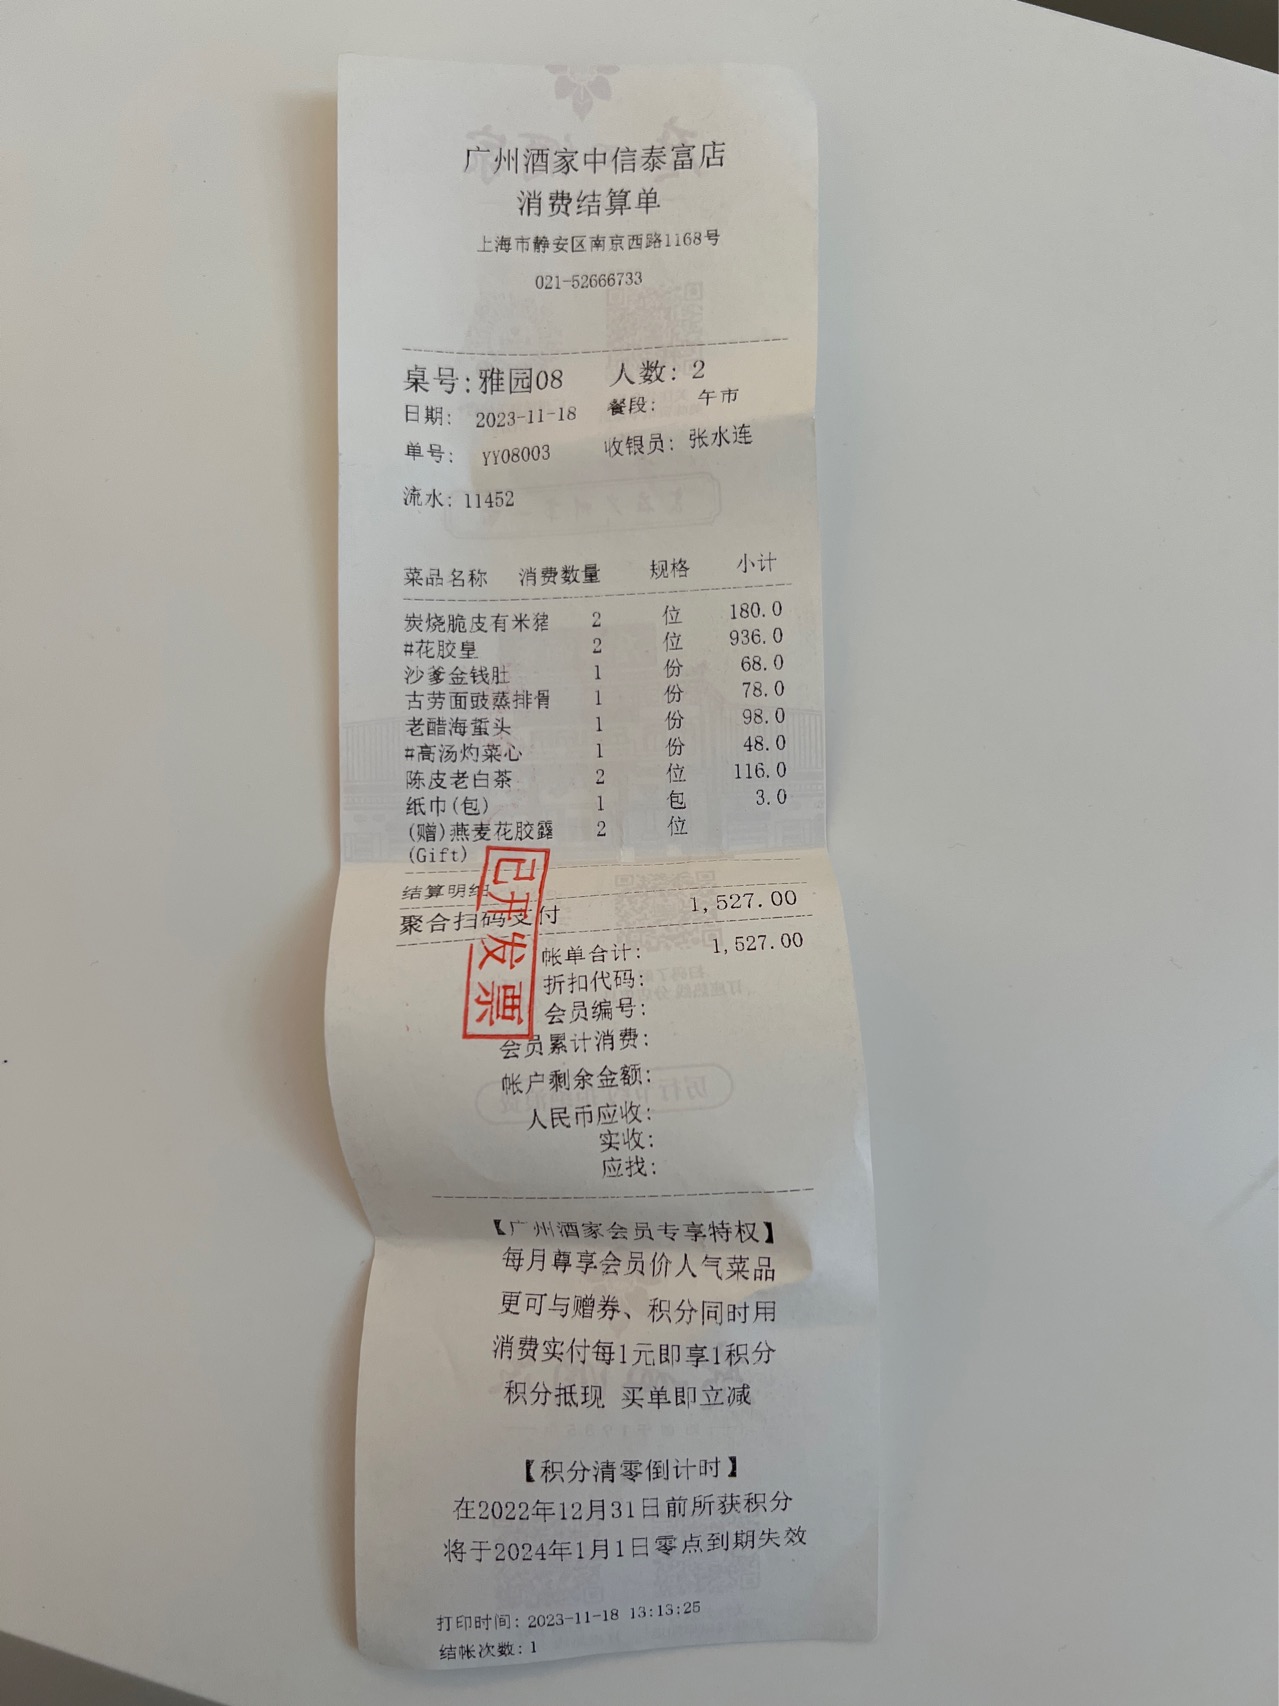 广州酒家中信泰富店
消费结算单
上海市静安区南京西路1168号
021-52666733
桌号:雅园08 人数: 2
日期: 2023-11-18 餐段: 午市
单号: YY08003 收银员: 张水连
流水: 11452
菜品名称 消费数量 规格 小计
炭烧脆皮有米猪 2 位 180.0
#花胶皇 2 位 936.0
沙爹金钱肚 1 份 68.0
古劳面豉蒸排骨 1 份 78.0
老醋海蜇头 1 份 98.0
#高汤灼菜心 1 份 48.0
陈皮老白茶 2 位 116.0
纸巾(包) 1 包 3.0
(赠)燕麦花胶露 2 位
(Gift)
结算明细
聚合扫码支付 1,527.00
已开发票
帐单合计: 1,527.00
折扣代码:
会员编号:
会员累计消费:
帐户剩余金额:
人民币应收:
实收:
应找:
【广州酒家会员专享特权】
每月尊享会员价人气菜品
更可与赠券、积分同时用
消费实付每1元即享1积分
积分抵现 买单即立减
【积分清零倒计时】
在2022年12月31日前所获积分
将于2024年1月1日零点到期失效
打印时间: 2023-11-18 13:13:25
结帐次数: 1